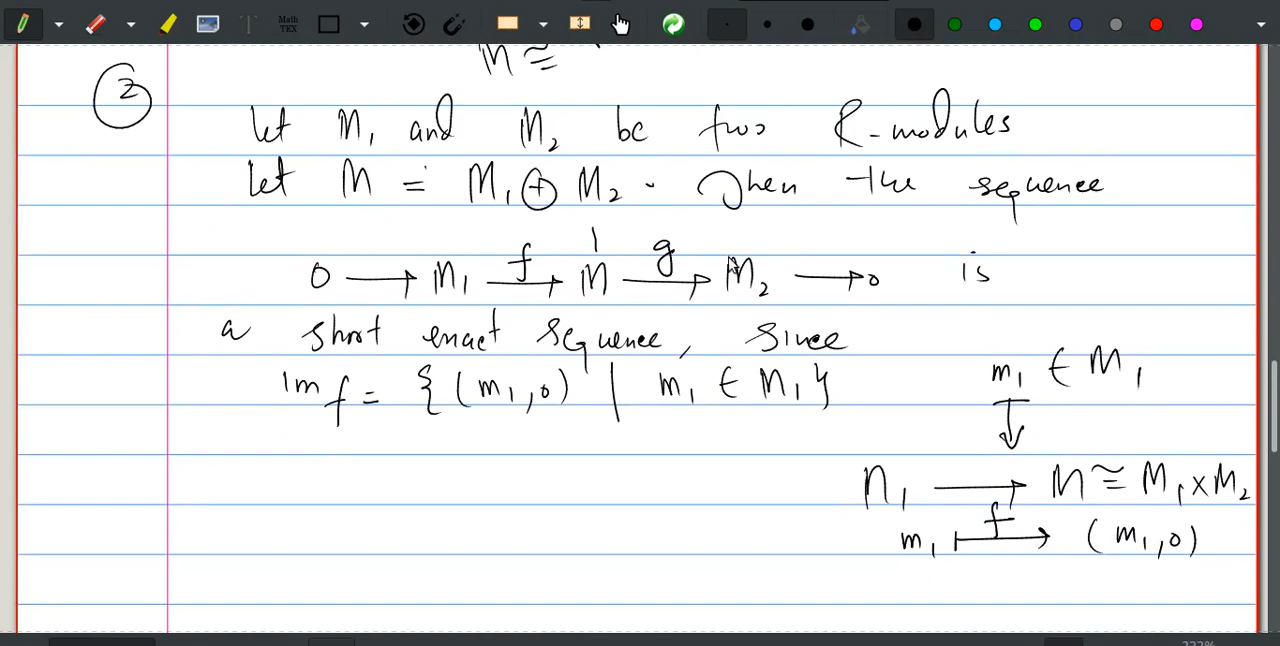 M ≅
② let M₁ and M₂ be two R-modules
let M = M₁ ⊕ M₂ . Then the sequence
0 ⟶ M₁ ⟶ᶠ M ⟶ᵍ M₂ ⟶ 0 is
a short exact sequence, since
Im f = { (m₁, 0) | m₁ ∈ M₁ }
m₁ ∈ M₁
↓
M₁ ⟶ M ≅ M₁ × M₂
m₁ ⟼ᶠ (m₁, 0)
222%